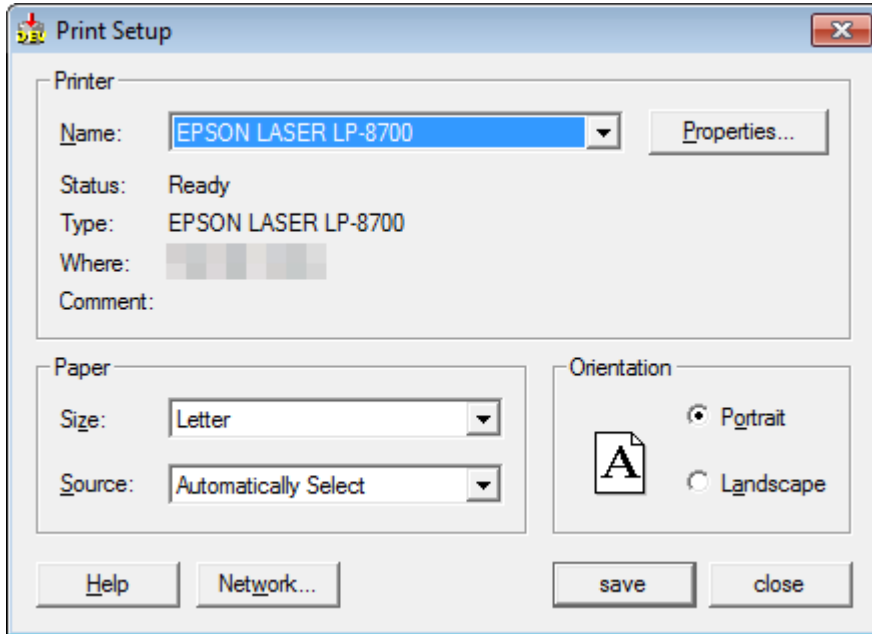 Print Setup
Printer
Name: EPSON LASER LP-8700 Properties...
Status: Ready
Type: EPSON LASER LP-8700
Where:
Comment:
Paper
Size: Letter
Source: Automatically Select
Orientation
A
Portrait
Landscape
Help Network... save close